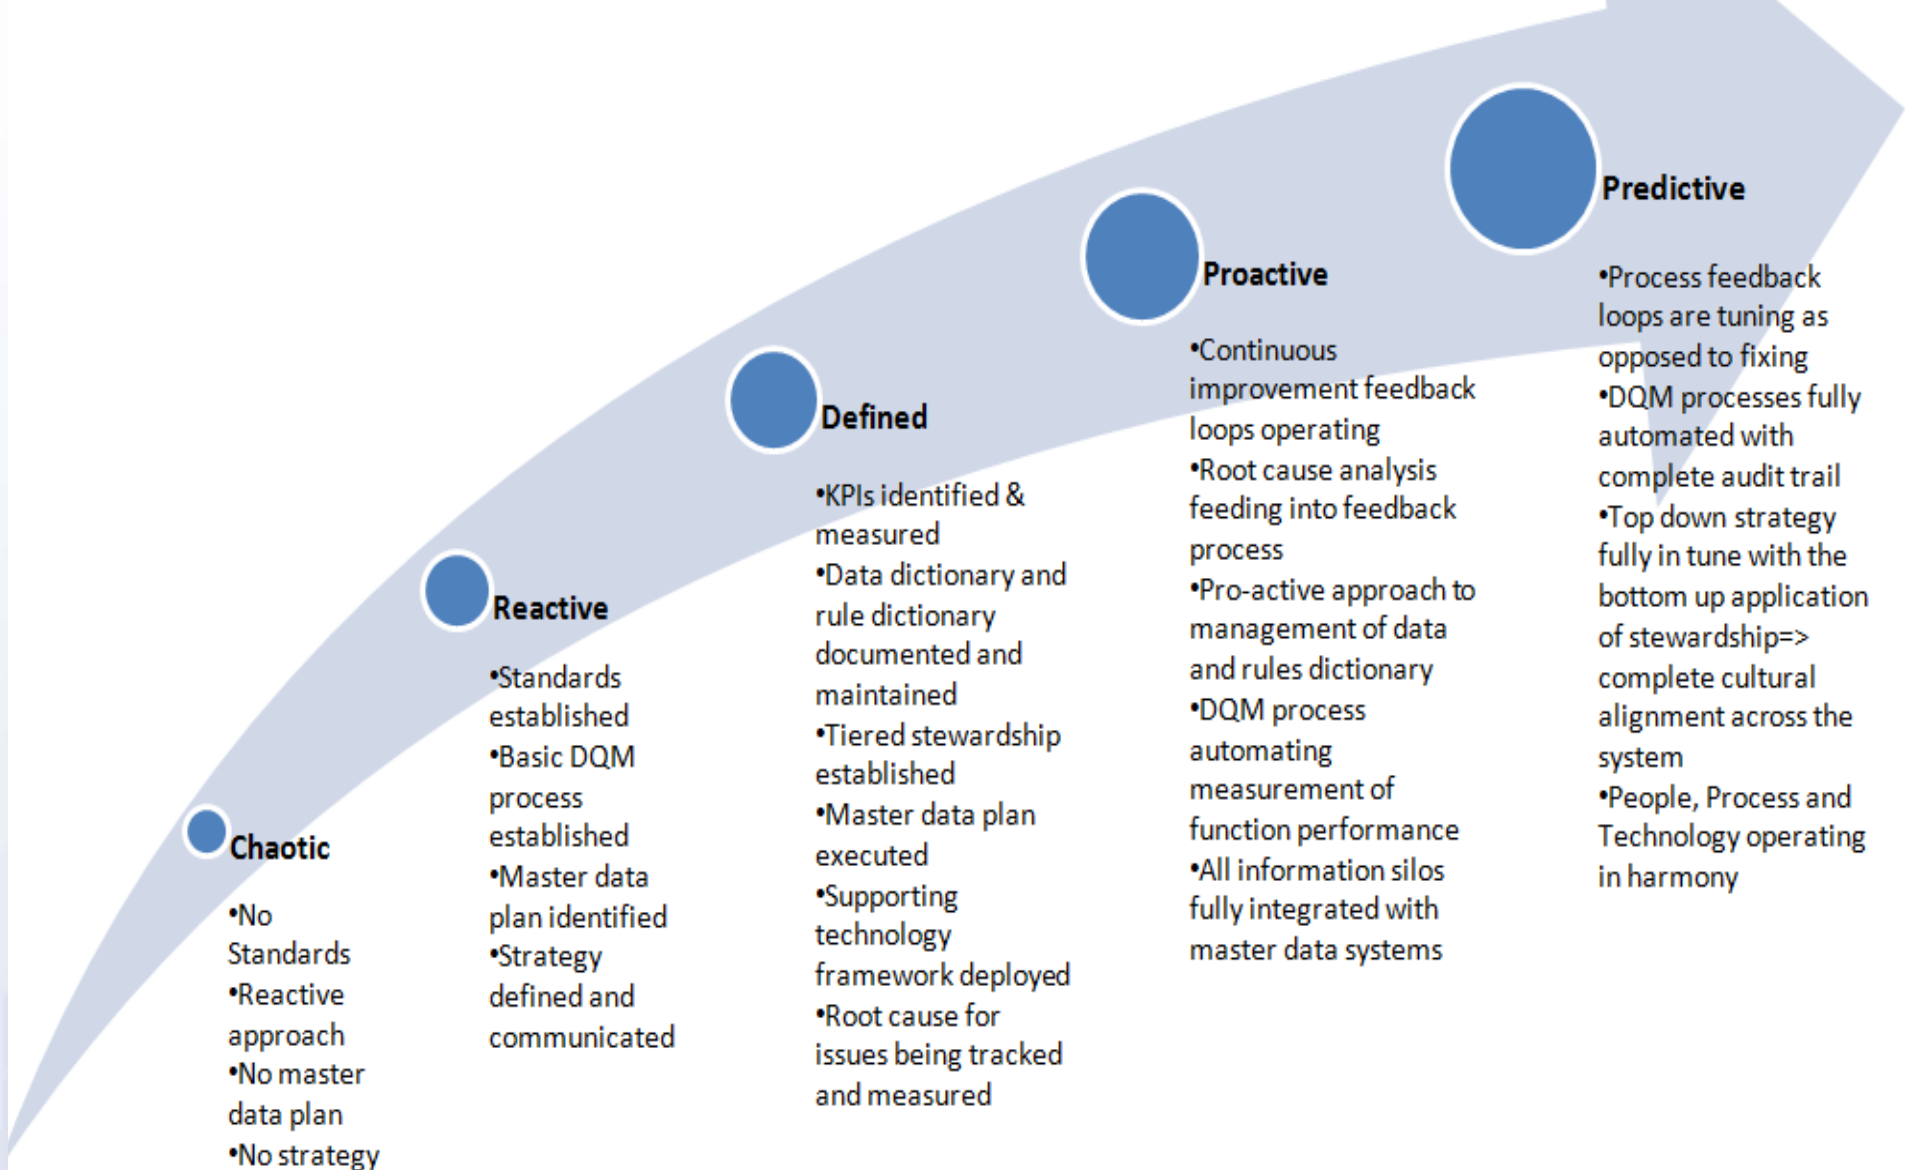 Chaotic
•No
Standards
•Reactive
approach
•No master
data plan
•No strategy
Reactive
•Standards
established
•Basic DQM
process
established
•Master data
plan identified
•Strategy
defined and
communicated
Defined
•KPIs identified &
measured
•Data dictionary and
rule dictionary
documented and
maintained
•Tiered stewardship
established
•Master data plan
executed
•Supporting
technology
framework deployed
•Root cause for
issues being tracked
and measured
Proactive
•Continuous
improvement feedback
loops operating
•Root cause analysis
feeding into feedback
process
•Pro-active approach to
management of data
and rules dictionary
•DQM process
automating
measurement of
function performance
•All information silos
fully integrated with
master data systems
Predictive
•Process feedback
loops are tuning as
opposed to fixing
•DQM processes fully
automated with
complete audit trail
•Top down strategy
fully in tune with the
bottom up application
of stewardship=>
complete cultural
alignment across the
system
•People, Process and
Technology operating
in harmony